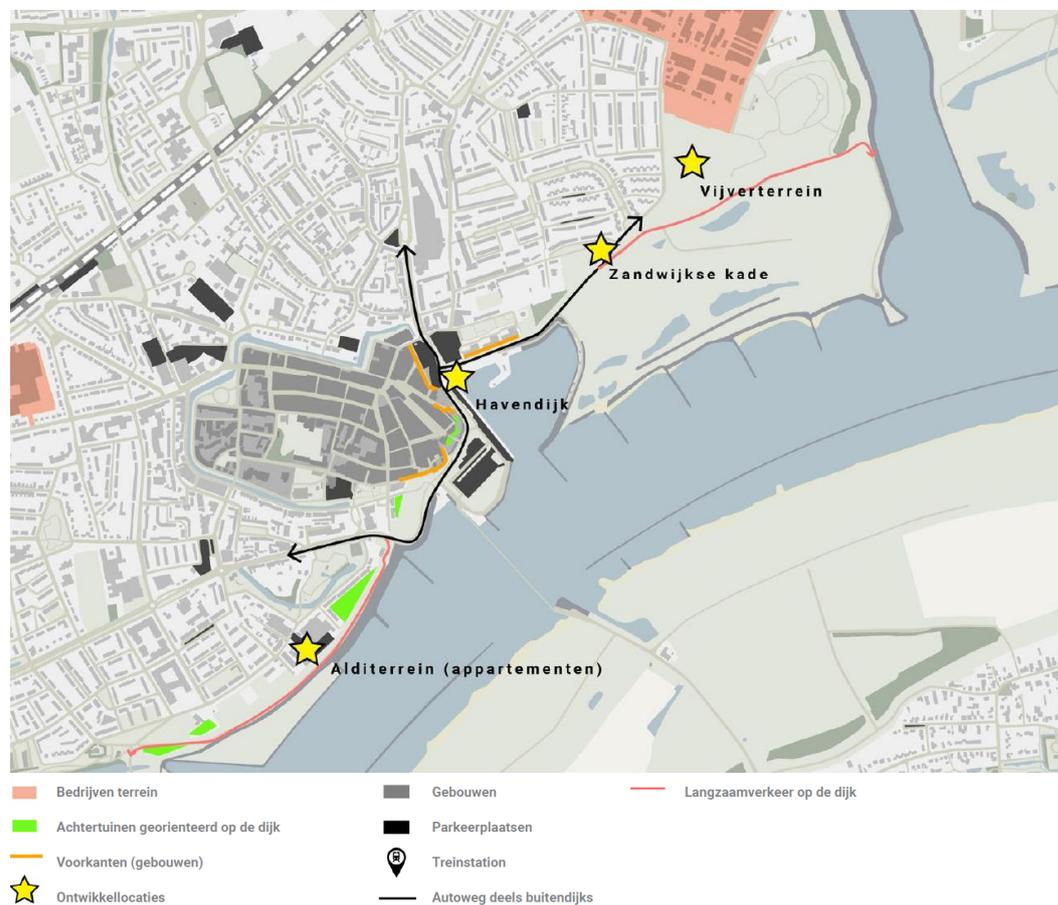 Vijverterrein
Zandwijkse kade
Havendijk
Alditerrein (appartementen)
Bedrijven terrein
Achtertuinen georienteerd op de dijk
Voorkanten (gebouwen)
Ontwikkellocaties
Gebouwen
Parkeerplaatsen
Treinstation
Autoweg deels buitendijks
Langzaamverkeer op de dijk